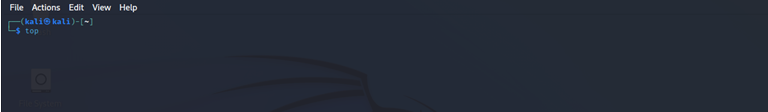 File Actions Edit View Help
┌──(kali㉿kali)-[~]
└─$ top